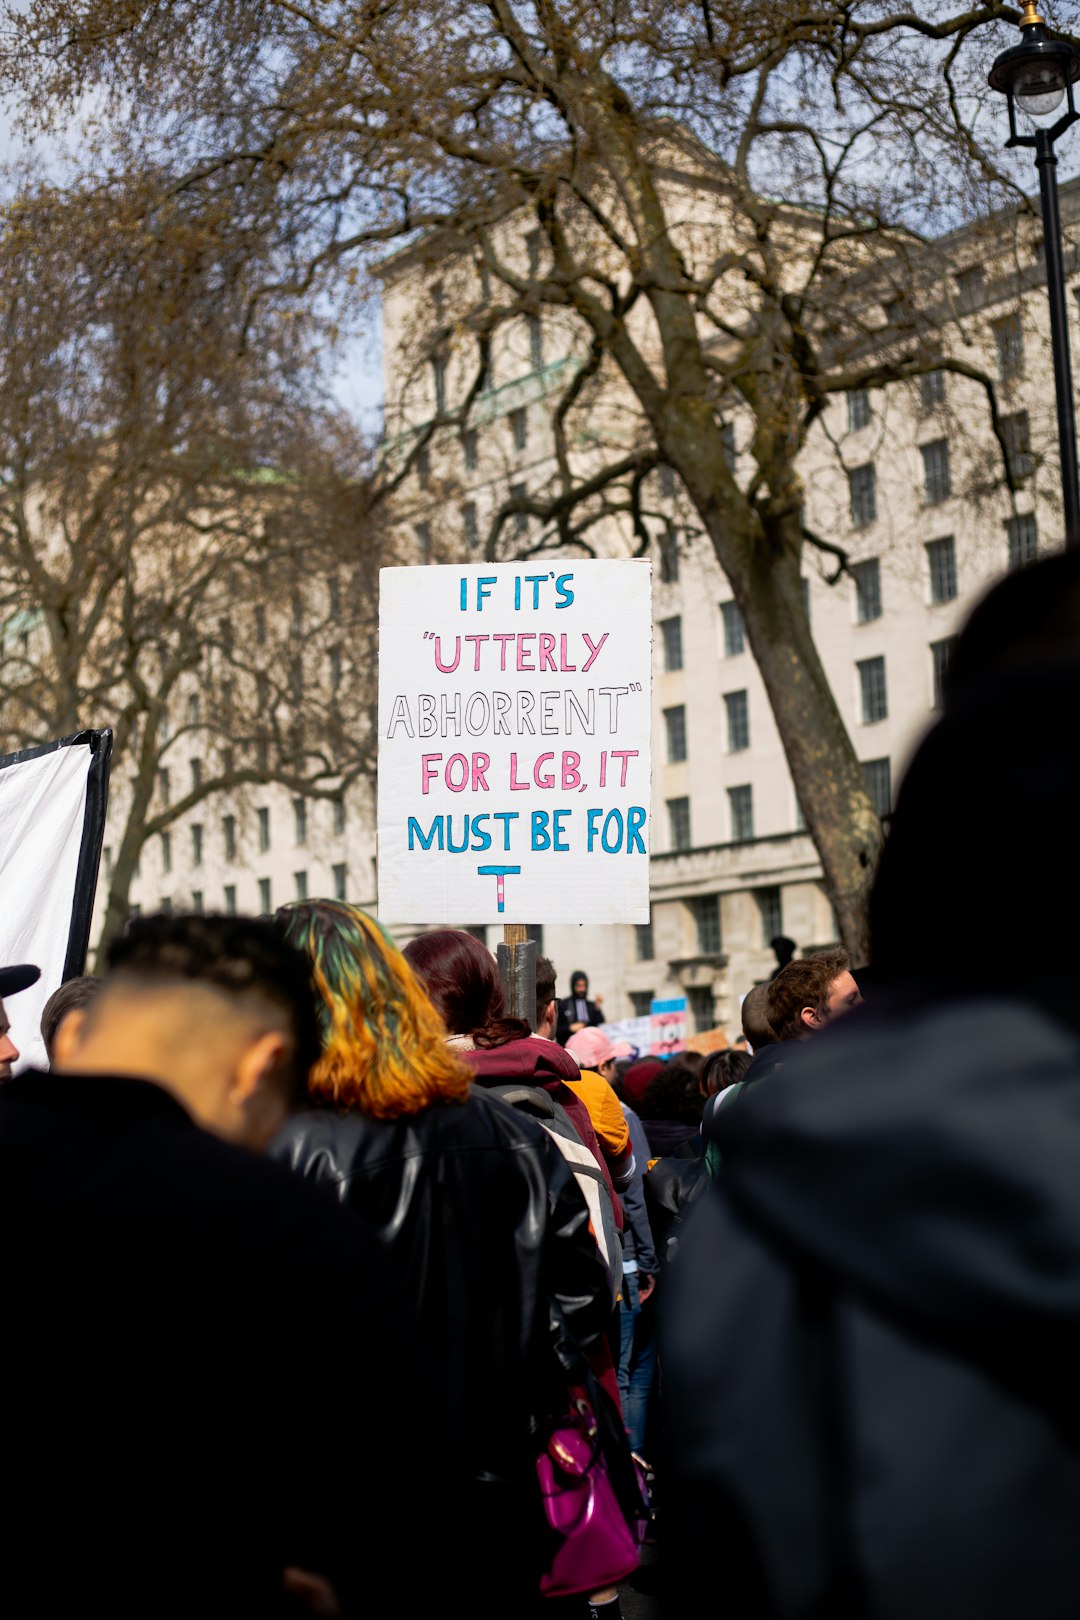 IF IT'S
"UTTERLY
ABHORRENT"
FOR LGB, IT
MUST BE FOR
T